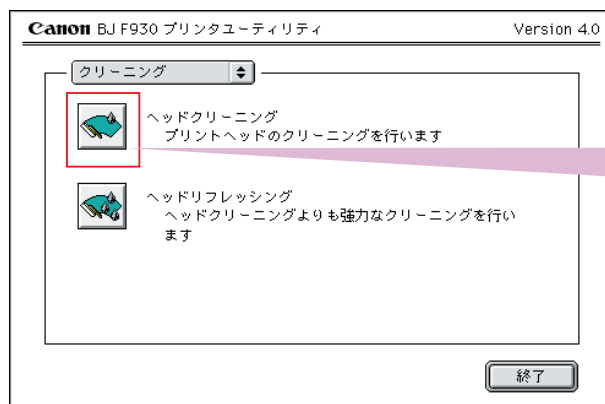 Canon BJ F930 プリンタユーティリティ Version 4.0
クリーニング
ヘッドクリーニング
プリントヘッドのクリーニングを行います
ヘッドリフレッシング
ヘッドクリーニングよりも強力なクリーニングを行い
ます
終了